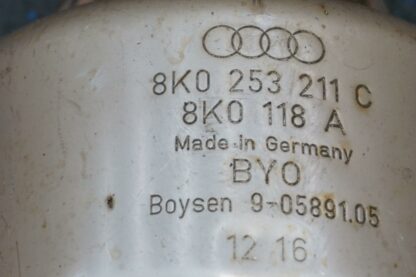 8K0 253 211 C
8K0 118 A
Made in Germany
BYO
Boysen 9-05891.05
12 16